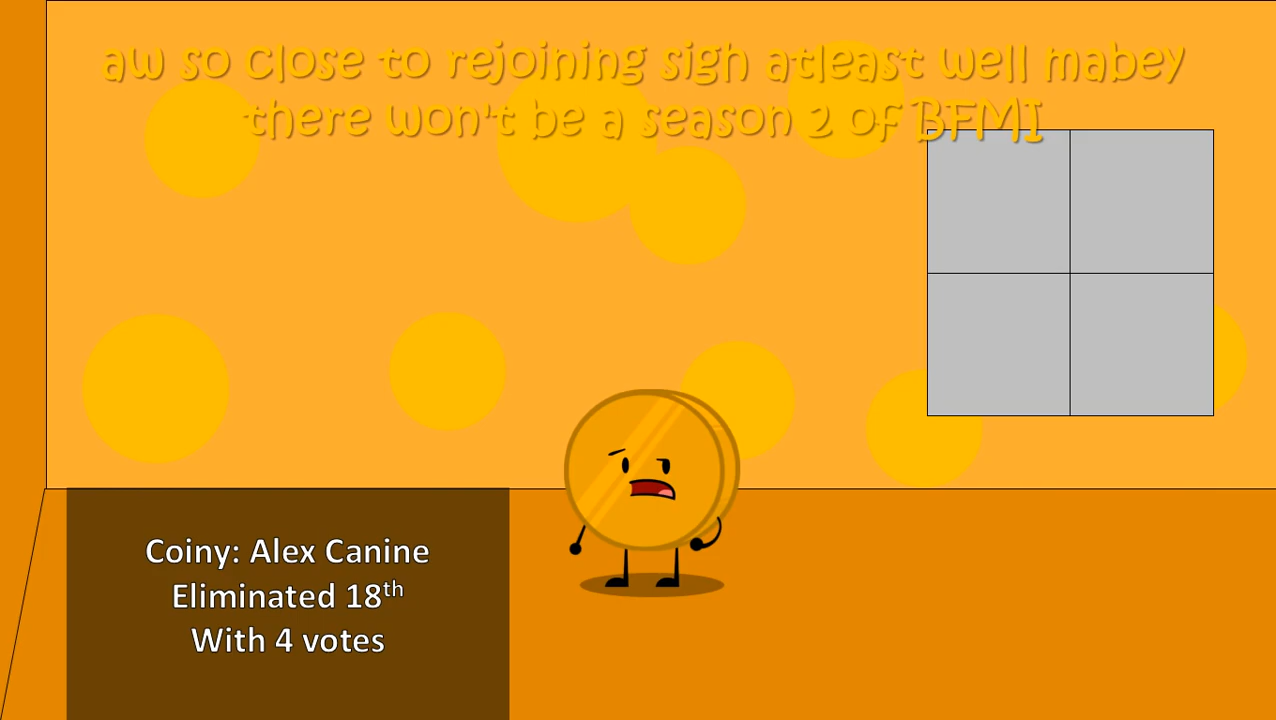 aw so close to rejoining sigh atleast well mabey
there won't be a season 2 of BFMI
Coiny: Alex Canine
Eliminated 18th
With 4 votes